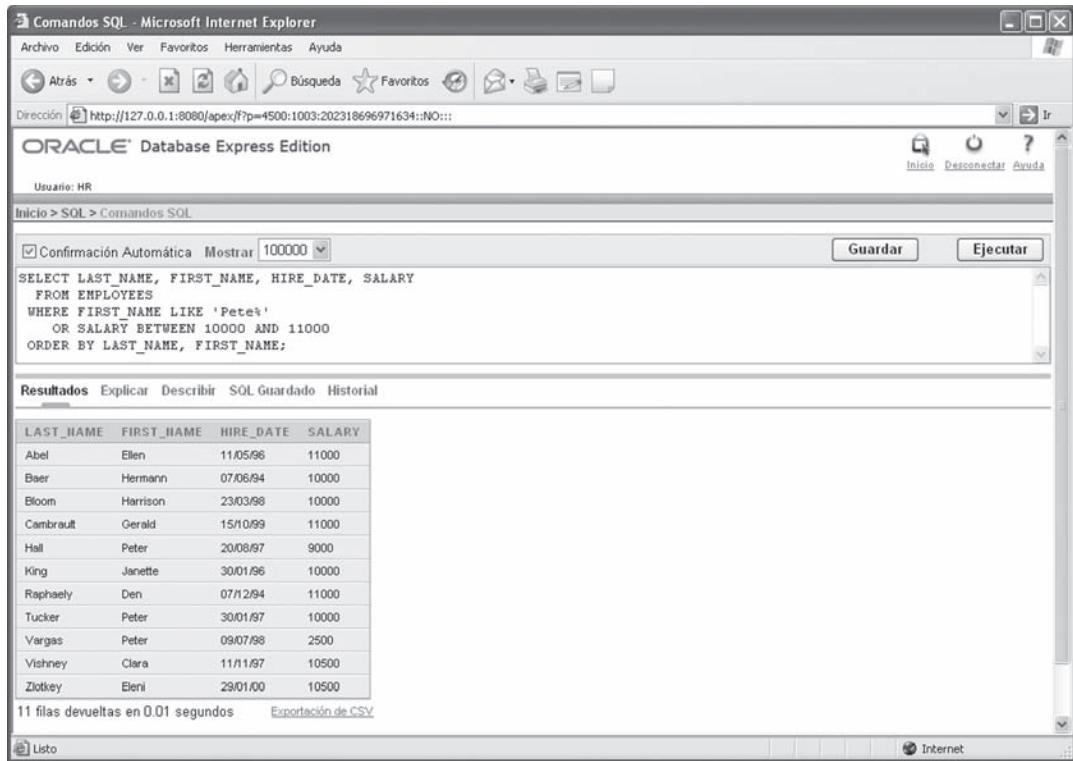 Comandos SQL - Microsoft Internet Explorer
Archivo Edición Ver Favoritos Herramientas Ayuda
Atrás Búsqueda Favoritos
Dirección http://127.0.0.1:8080/apex/f?p=4500:1003:202318696971634::NO::: Ir
ORACLE Database Express Edition
Inicio Desconectar Ayuda
Usuario: HR
Inicio > SQL > Comandos SQL
Confirmación Automática Mostrar 100000 Guardar Ejecutar
SELECT LAST_NAME, FIRST_NAME, HIRE_DATE, SALARY
FROM EMPLOYEES
WHERE FIRST_NAME LIKE 'Pete%'
OR SALARY BETWEEN 10000 AND 11000
ORDER BY LAST_NAME, FIRST_NAME;
Resultados Explicar Describir SQL Guardado Historial
LAST_NAME FIRST_NAME HIRE_DATE SALARY
Abel Ellen 11/05/96 11000
Baer Hermann 07/06/94 10000
Bloom Harrison 23/03/98 10000
Cambrault Gerald 15/10/99 11000
Hall Peter 20/08/97 9000
King Janette 30/01/96 10000
Raphaely Den 07/12/94 11000
Tucker Peter 30/01/97 10000
Vargas Peter 09/07/98 2500
Vishney Clara 11/11/97 10500
Zlotkey Eleni 29/01/00 10500
11 filas devueltas en 0.01 segundos Exportación de CSV
Listo Internet